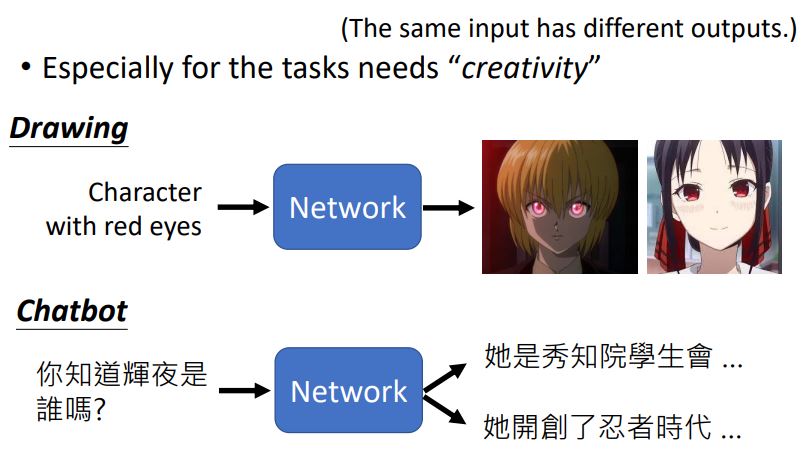 (The same input has different outputs.)
• Especially for the tasks needs “creativity”
Drawing
Character
with red eyes
Network
Chatbot
你知道輝夜是
誰嗎?
Network
她是秀知院學生會 ...
她開創了忍者時代 ...